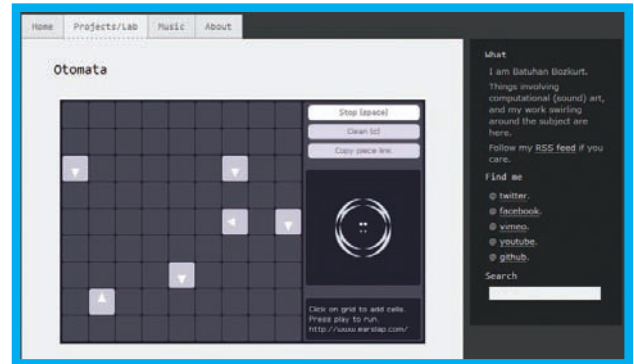 Home
Projects/Lab
Music
About
Otomata
Stop (space)
Clean (c)
Copy piece link
Click on grid to add cells.
Press play to run.
http://www.earslap.com/
What
I am Batuhan Bozkurt.
Things involving
computational (sound) art,
and my work swirling
around the subject are
here.
Follow my RSS feed if you
care.
Find me
@ twitter.
@ facebook.
@ vimeo.
@ youtube.
@ github.
Search